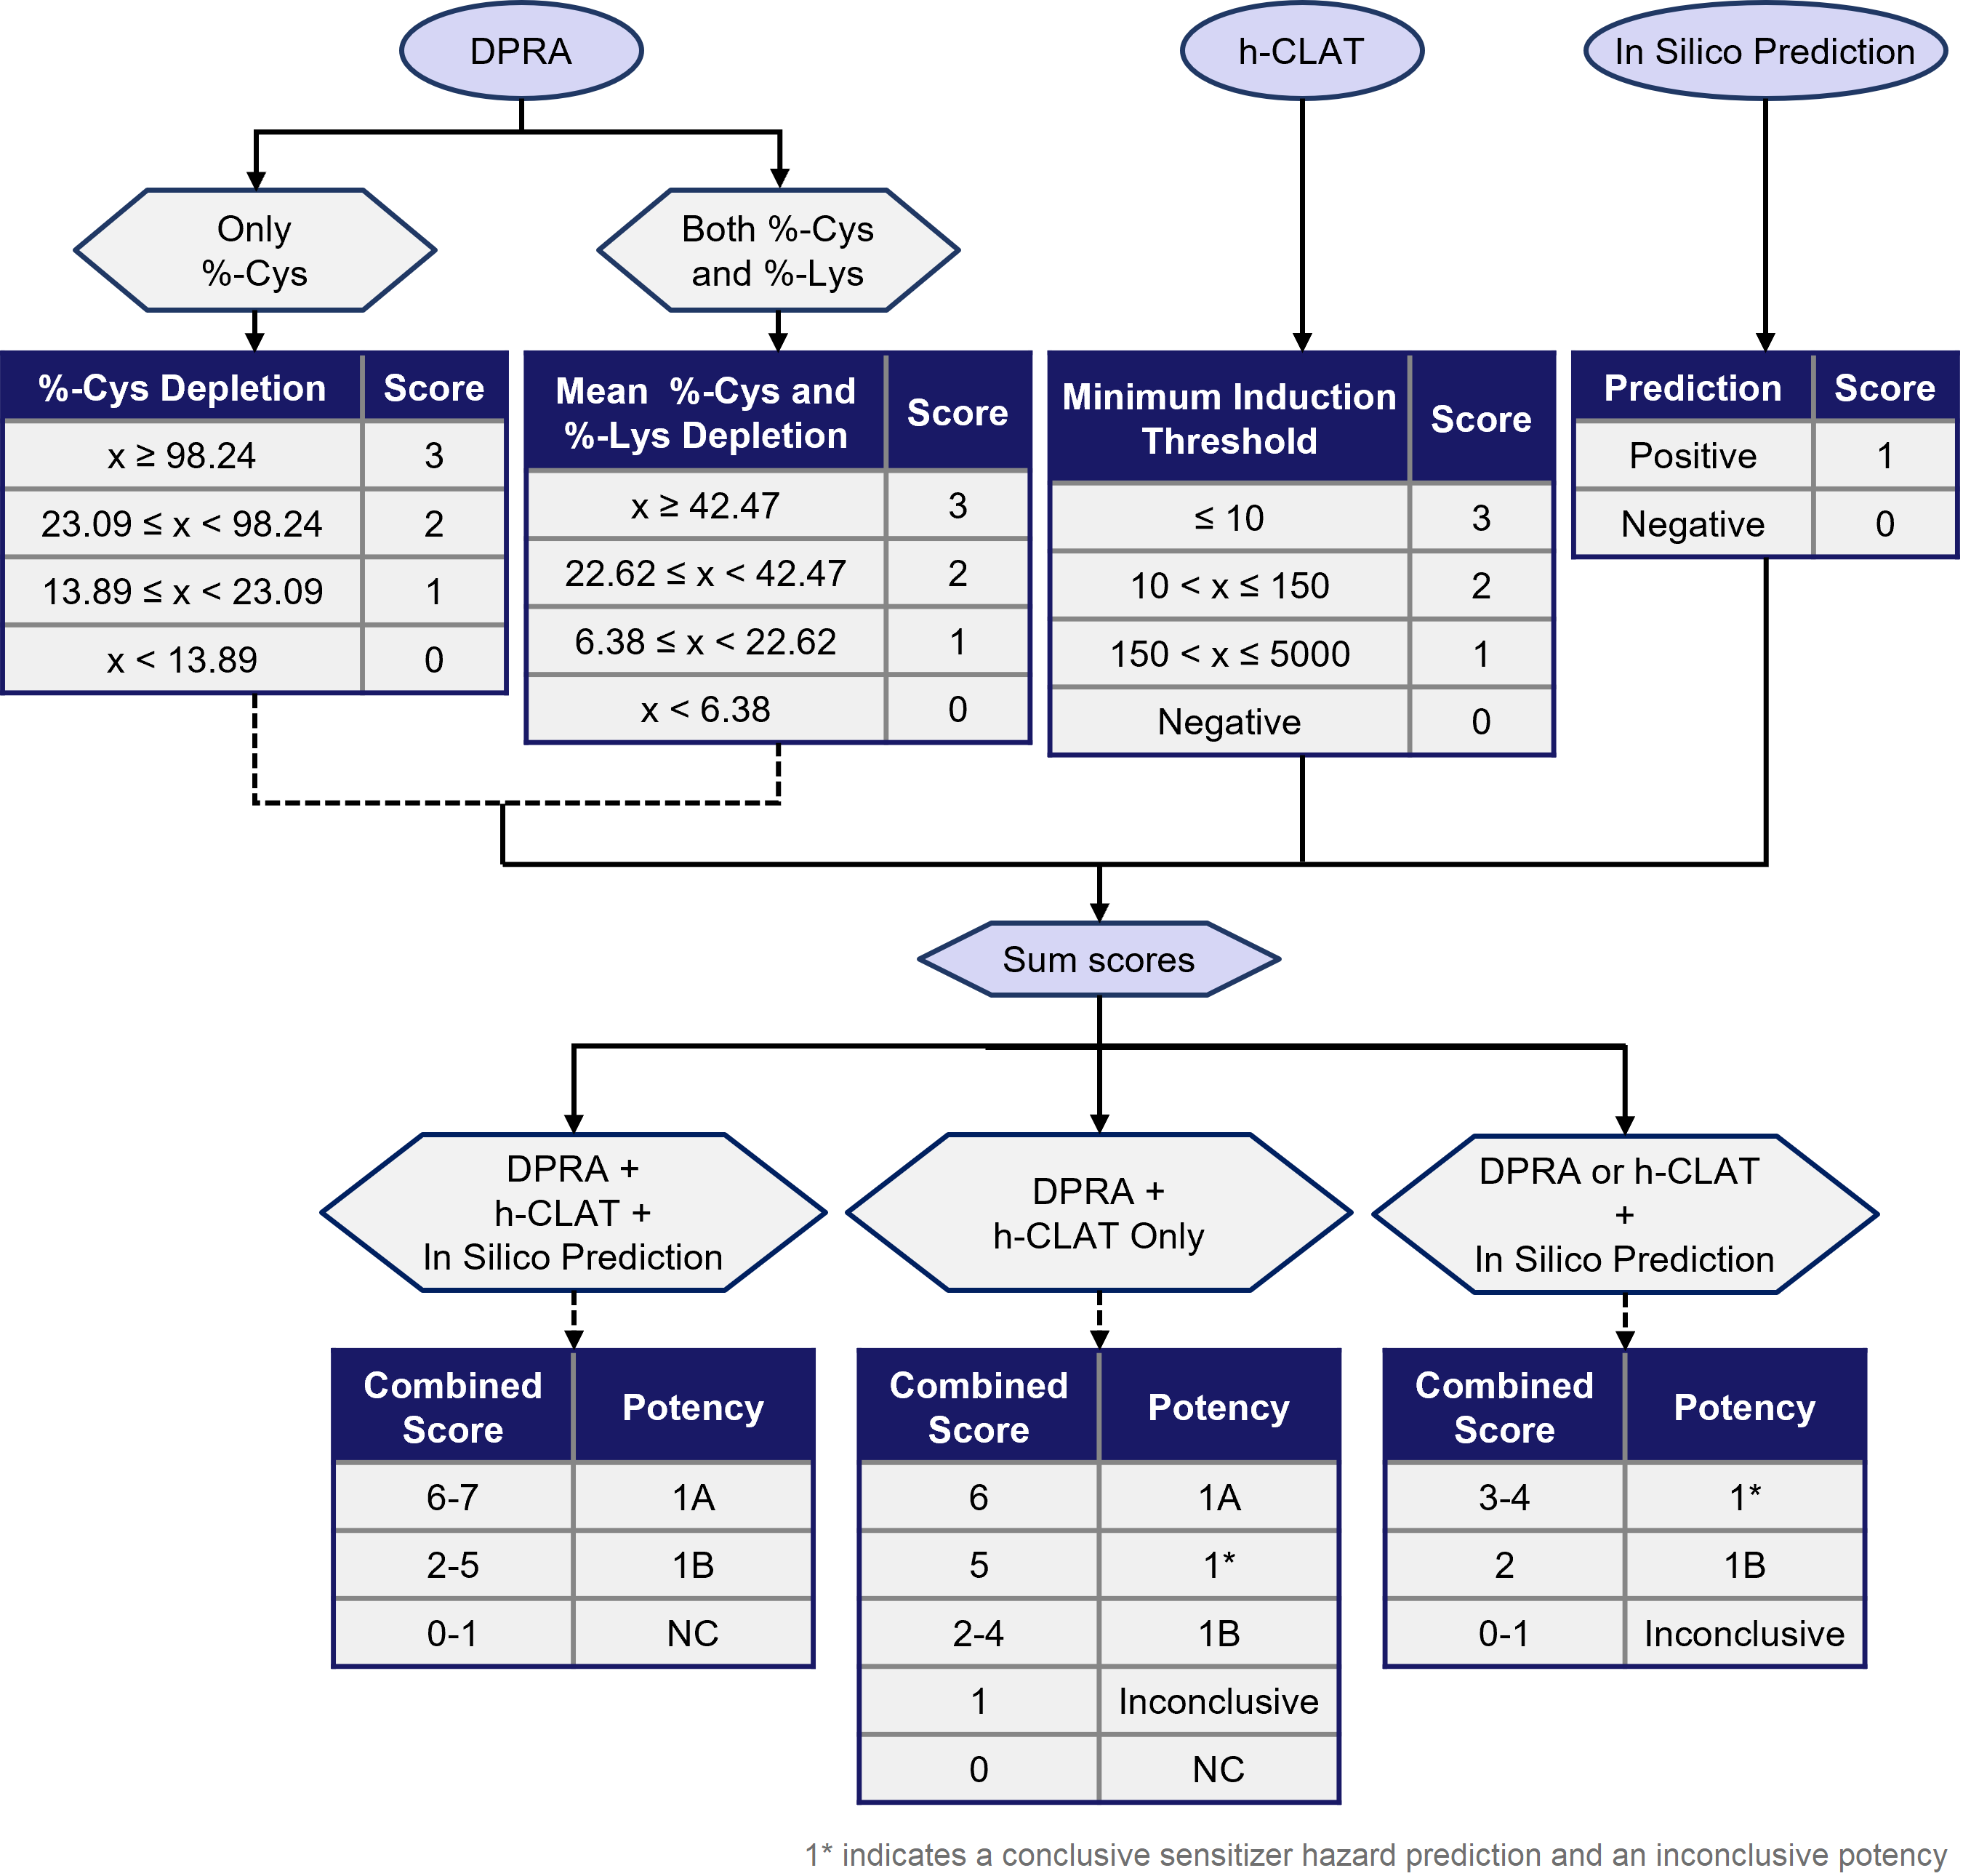 DPRA
h-CLAT
In Silico Prediction
Only
%-Cys
Both %-Cys
and %-Lys
%-Cys Depletion Score
x ≥ 98.24 3
23.09 ≤ x < 98.24 2
13.89 ≤ x < 23.09 1
x < 13.89 0
Mean %-Cys and
%-Lys Depletion
Score
x ≥ 42.47 3
22.62 ≤ x < 42.47 2
6.38 ≤ x < 22.62 1
x < 6.38 0
Minimum Induction
Threshold
Score
≤ 10 3
10 < x ≤ 150 2
150 < x ≤ 5000 1
Negative 0
Prediction Score
Positive 1
Negative 0
Sum scores
DPRA +
h-CLAT +
In Silico Prediction
DPRA +
h-CLAT Only
DPRA or h-CLAT
+
In Silico Prediction
Combined
Score
Potency
6-7 1A
2-5 1B
0-1 NC
Combined
Score
Potency
6 1A
5 1*
2-4 1B
1 Inconclusive
0 NC
Combined
Score
Potency
3-4 1*
2 1B
0-1 Inconclusive
1* indicates a conclusive sensitizer hazard prediction and an inconclusive potency